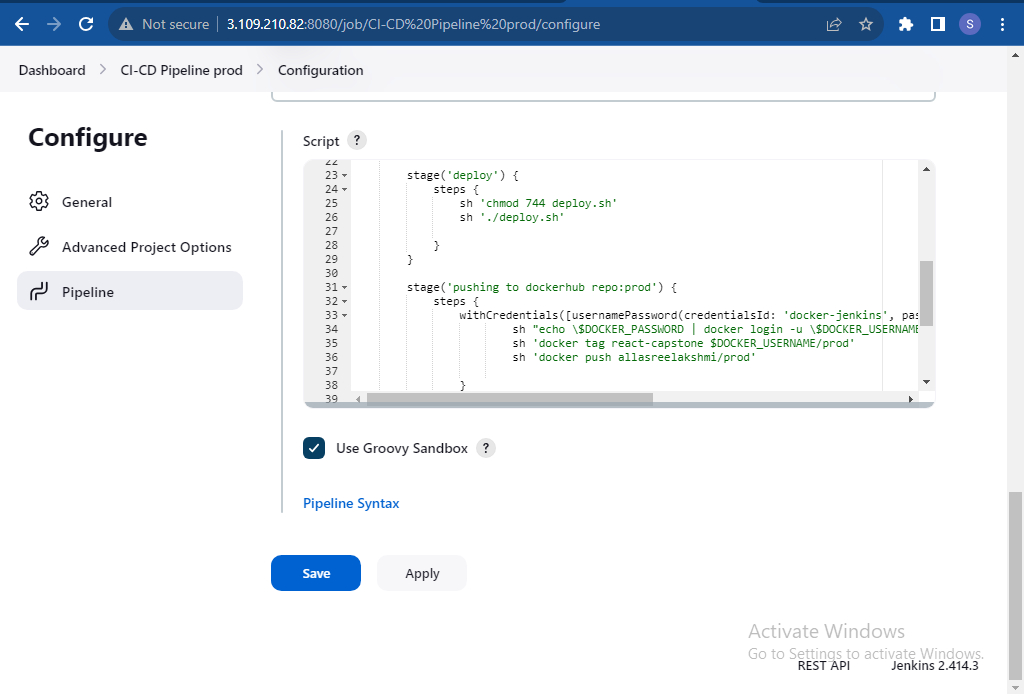 Not secure 3.109.210.82:8080/job/CI-CD%20Pipeline%20prod/configure S
Dashboard CI-CD Pipeline prod Configuration
Configure
General
Advanced Project Options
Pipeline
Script ?
22
23 stage('deploy') {
24 steps {
25 sh 'chmod 744 deploy.sh'
26 sh './deploy.sh'
27
28 }
29 }
30
31 stage('pushing to dockerhub repo:prod') {
32 steps {
33 withCredentials([usernamePassword(credentialsId: 'docker-jenkins', pas
34 sh "echo \$DOCKER_PASSWORD | docker login -u \$DOCKER_USERNAME
35 sh 'docker tag react-capstone $DOCKER_USERNAME/prod'
36 sh 'docker push allasreelakshmi/prod'
37
38 }
39
Use Groovy Sandbox ?
Pipeline Syntax
Save Apply
Activate Windows
Go to Settings to activate Windows.
REST API Jenkins 2.414.3